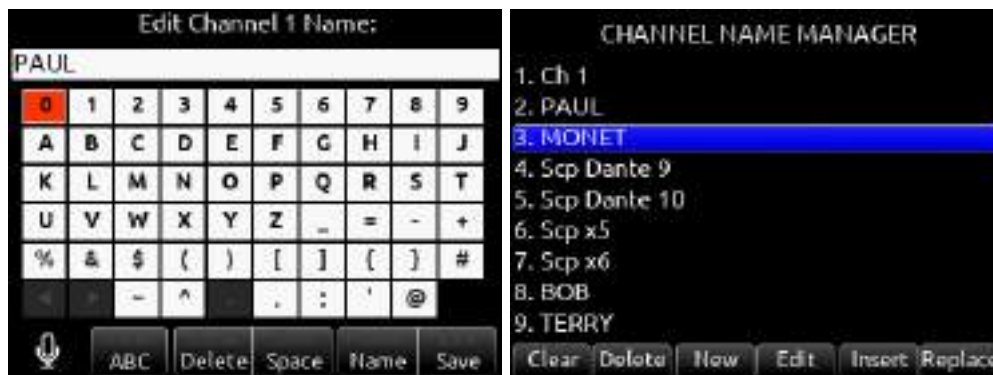 Edit Channel 1 Name:
PAUL
0 1 2 3 4 5 6 7 8 9
A B C D E F G H I J
K L M N O P Q R S T
U V W X Y Z _ = - +
% & $ ( ) [ ] { } #
~ ^ . : ' @
ABC Delete Space Name Save
CHANNEL NAME MANAGER
1. Ch 1
2. PAUL
3. MONET
4. Scp Dante 9
5. Scp Dante 10
6. Scp x5
7. Scp x6
8. BOB
9. TERRY
Clear Delete New Edit Insert Replace